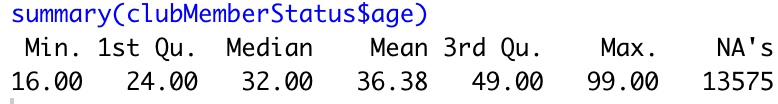 summary(clubMemberStatus$age)
Min. 1st Qu. Median Mean 3rd Qu. Max. NA's
16.00 24.00 32.00 36.38 49.00 99.00 13575